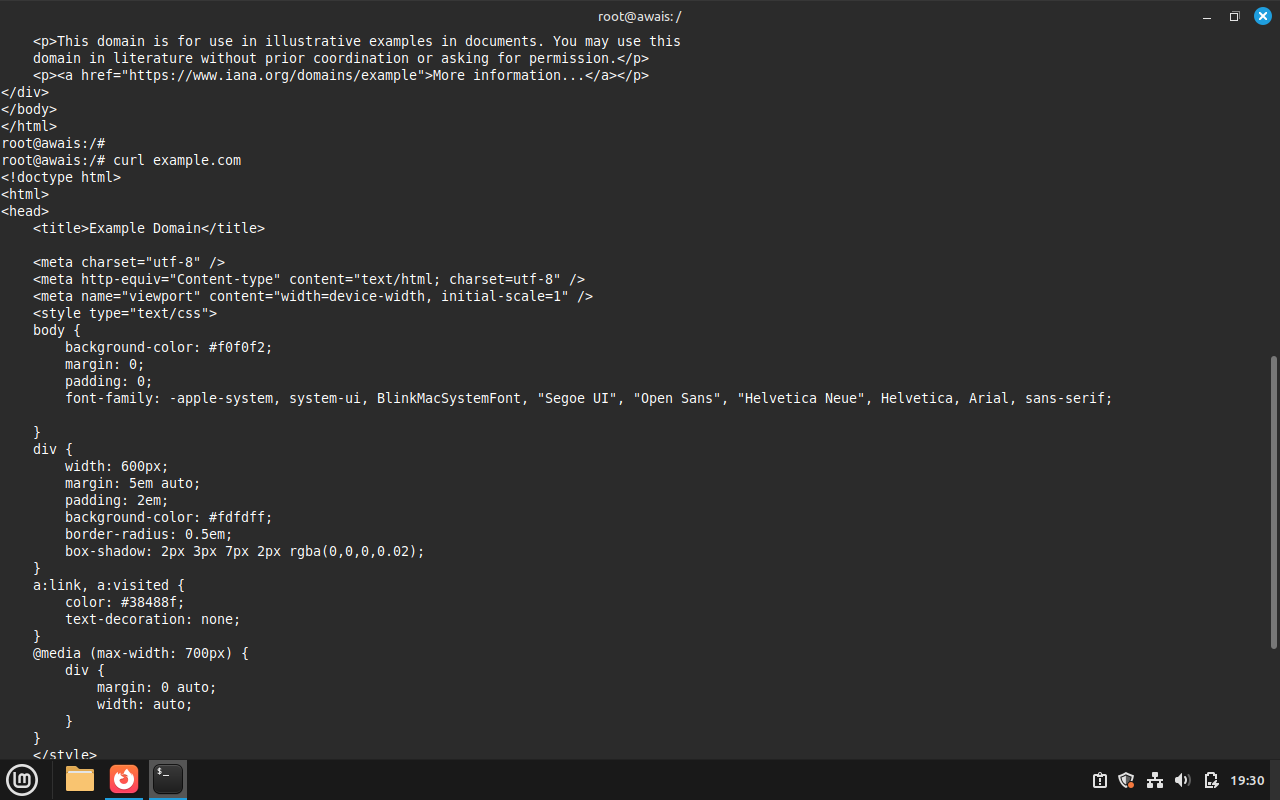 root@awais: /
    <p>This domain is for use in illustrative examples in documents. You may use this
    domain in literature without prior coordination or asking for permission.</p>
    <p><a href="https://www.iana.org/domains/example">More information...</a></p>
</div>
</body>
</html>
root@awais:/#
root@awais:/# curl example.com
<!doctype html>
<html>
<head>
    <title>Example Domain</title>

    <meta charset="utf-8" />
    <meta http-equiv="Content-type" content="text/html; charset=utf-8" />
    <meta name="viewport" content="width=device-width, initial-scale=1" />
    <style type="text/css">
    body {
        background-color: #f0f0f2;
        margin: 0;
        padding: 0;
        font-family: -apple-system, system-ui, BlinkMacSystemFont, "Segoe UI", "Open Sans", "Helvetica Neue", Helvetica, Arial, sans-serif;

    }
    div {
        width: 600px;
        margin: 5em auto;
        padding: 2em;
        background-color: #fdfdff;
        border-radius: 0.5em;
        box-shadow: 2px 3px 7px 2px rgba(0,0,0,0.02);
    }
    a:link, a:visited {
        color: #38488f;
        text-decoration: none;
    }
    @media (max-width: 700px) {
        div {
            margin: 0 auto;
            width: auto;
        }
    }
    </style>
$_
19:30